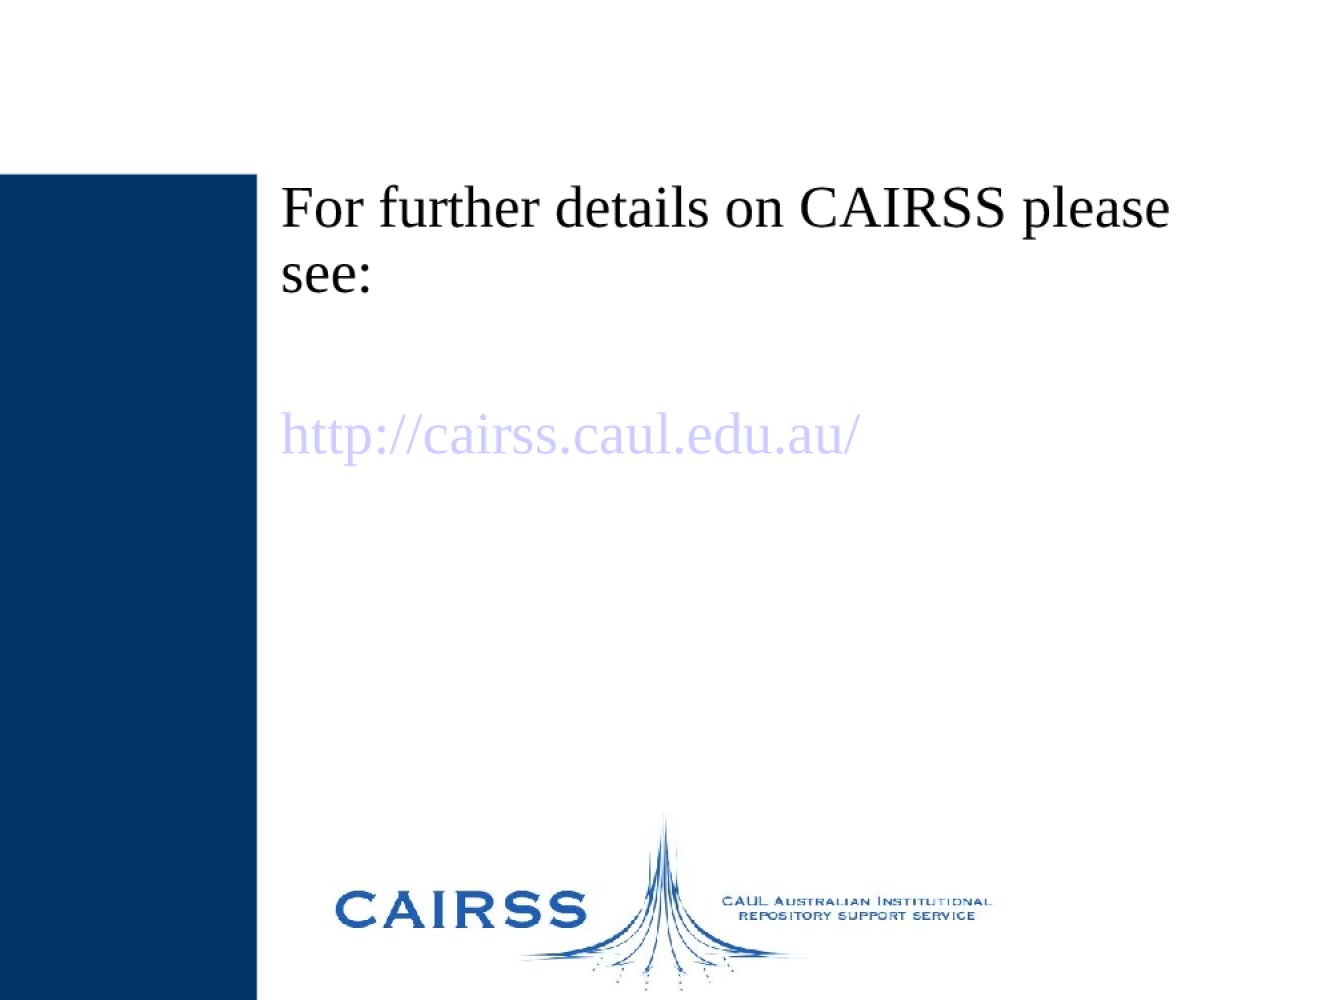 For further details on CAIRSS please
see:
http://cairss.caul.edu.au/
CAIRSS
CAUL AUSTRALIAN INSTITUTIONAL
REPOSITORY SUPPORT SERVICE